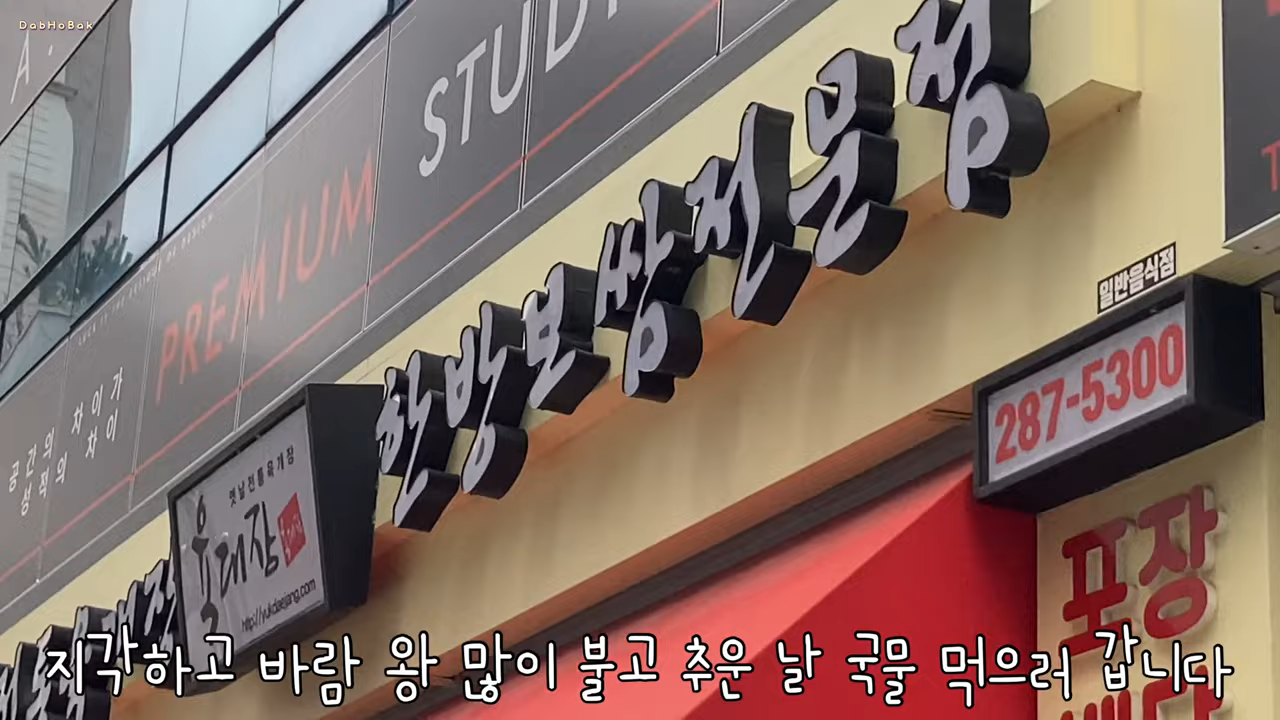 DabHoBak
STUDI
PREMIUM
공간의 차이가
성적의 차이
한방보쌈전문점
일반음식점
287-5300
옛날전통육개장
육대장
http://yukdaejang.com
포장
지각하고 바람 왕 많이 불고 추운 날 국물 먹으러 갑니다